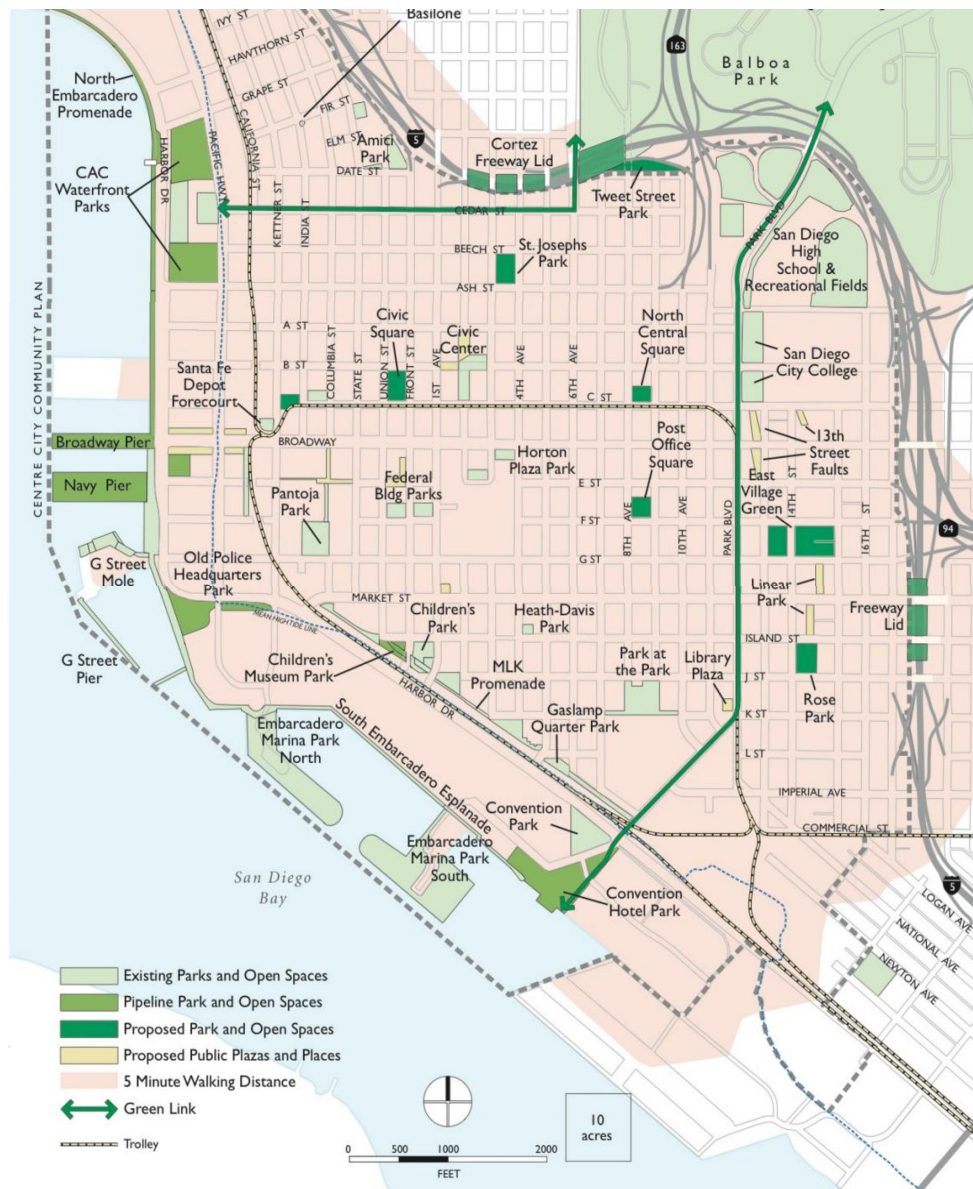 Basilone
IVY ST
HAWTHORN ST
GRAPE ST
FIR ST
ELM ST
DATE ST
North
Embarcadero
Promenade
PACIFIC HWY
CALIFORNIA ST
HARBOR DR
KETTNER ST
INDIA ST
Amici
Park
5
163
Balboa
Park
Cortez
Freeway Lid
Tweet Street
Park
CAC
Waterfront
Parks
CEDAR ST
BEECH ST
St. Josephs
Park
ASH ST
PARK BLVD
San Diego
High
School &
Recreational Fields
A ST
B ST
COLUMBIA ST
STATE ST
UNION ST
FRONT ST
1ST AVE
4TH AVE
6TH AVE
C ST
Civic
Square
Civic
Center
North
Central
Square
San Diego
City College
Santa Fe
Depot
Forecourt
CENTRE CITY COMMUNITY PLAN
Broadway Pier
BROADWAY
Navy Pier
Horton
Plaza Park
Post
Office
Square
13th
Street
Faults
East
Village
Green
14TH ST
16TH ST
E ST
F ST
G ST
8TH AVE
10TH AVE
PARK BLVD
94
Federal
Bldg Parks
Pantoja
Park
G Street
Mole
Old Police
Headquarters
Park
MARKET ST
MEAN HIGH TIDE LINE
Children's
Park
Heath-Davis
Park
Linear
Park
Freeway
Lid
ISLAND ST
G Street
Pier
Children's
Museum Park
HARBOR DR
MLK
Promenade
Park at
the Park
Library
Plaza
J ST
Rose
Park
K ST
Gaslamp
Quarter Park
L ST
Embarcadero
Marina Park
North
South Embarcadero Esplanade
IMPERIAL AVE
COMMERCIAL ST
Convention
Park
Embarcadero
Marina Park
South
San Diego
Bay
Convention
Hotel Park
5
LOGAN AVE
NATIONAL AVE
NEWTON AVE
Existing Parks and Open Spaces
Pipeline Park and Open Spaces
Proposed Park and Open Spaces
Proposed Public Plazas and Places
5 Minute Walking Distance
Green Link
Trolley
0 500 1000 2000
FEET
10
acres